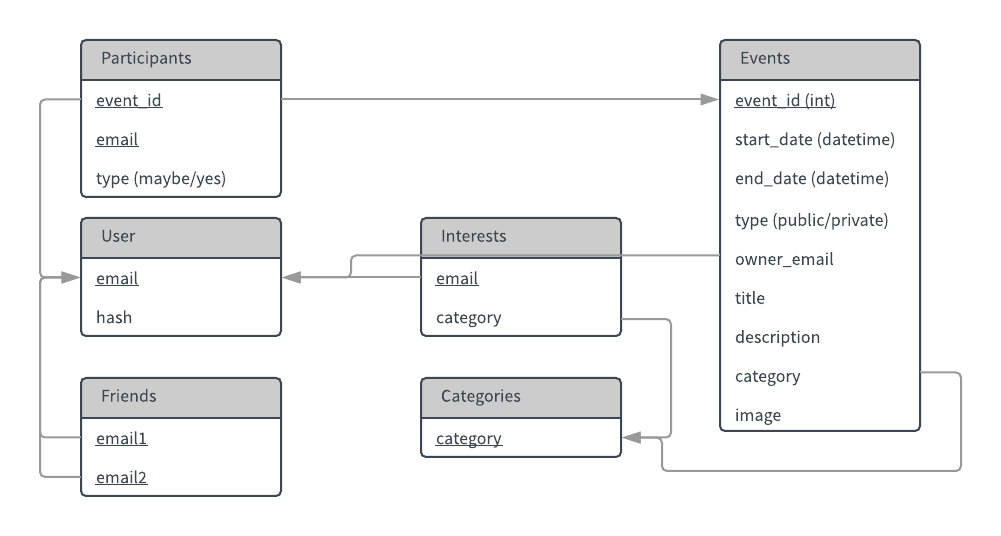 Participants
event_id
email
type (maybe/yes)
User
email
hash
Friends
email1
email2
Interests
email
category
Categories
category
Events
event_id (int)
start_date (datetime)
end_date (datetime)
type (public/private)
owner_email
title
description
category
image